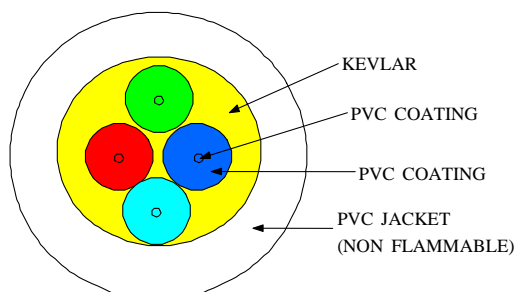 KEVLAR
PVC COATING
PVC COATING
PVC JACKET
(NON FLAMMABLE)